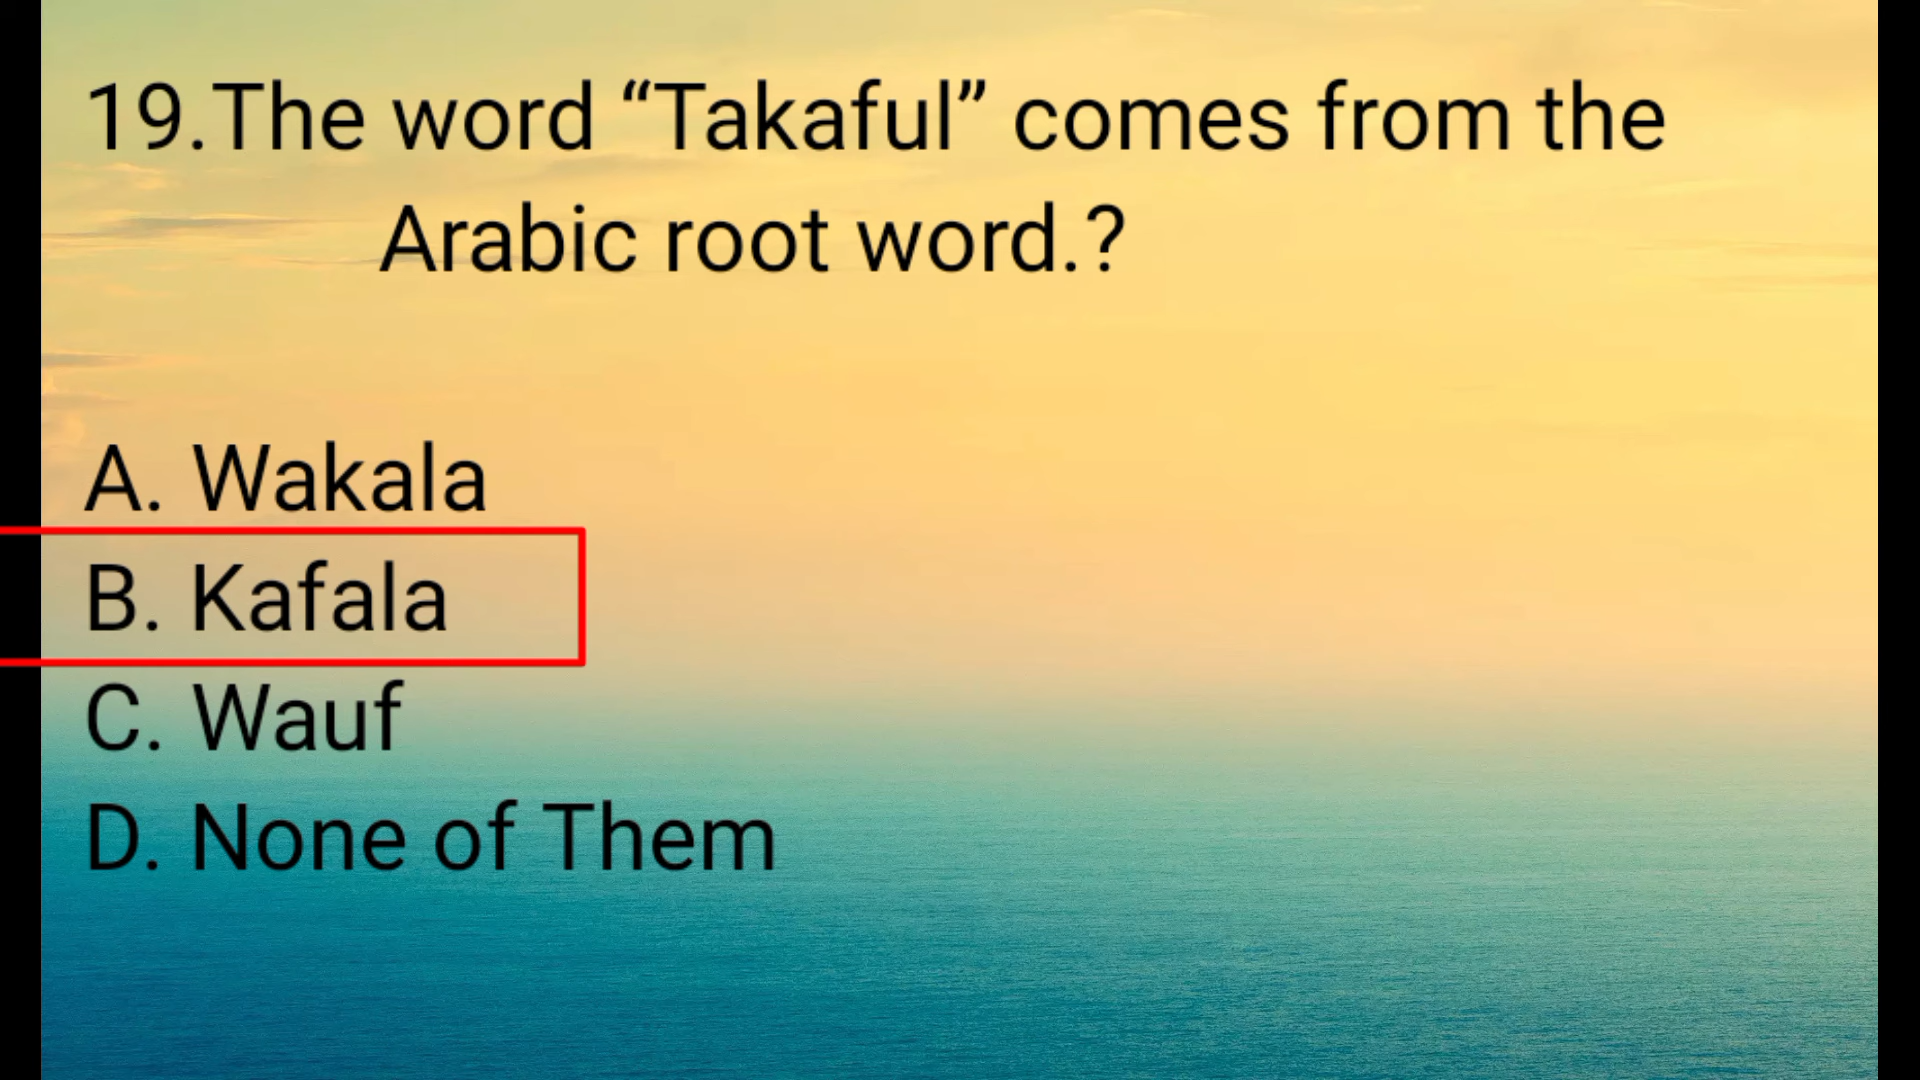 19.The word “Takaful” comes from the
Arabic root word.?
A. Wakala
B. Kafala
C. Wauf
D. None of Them